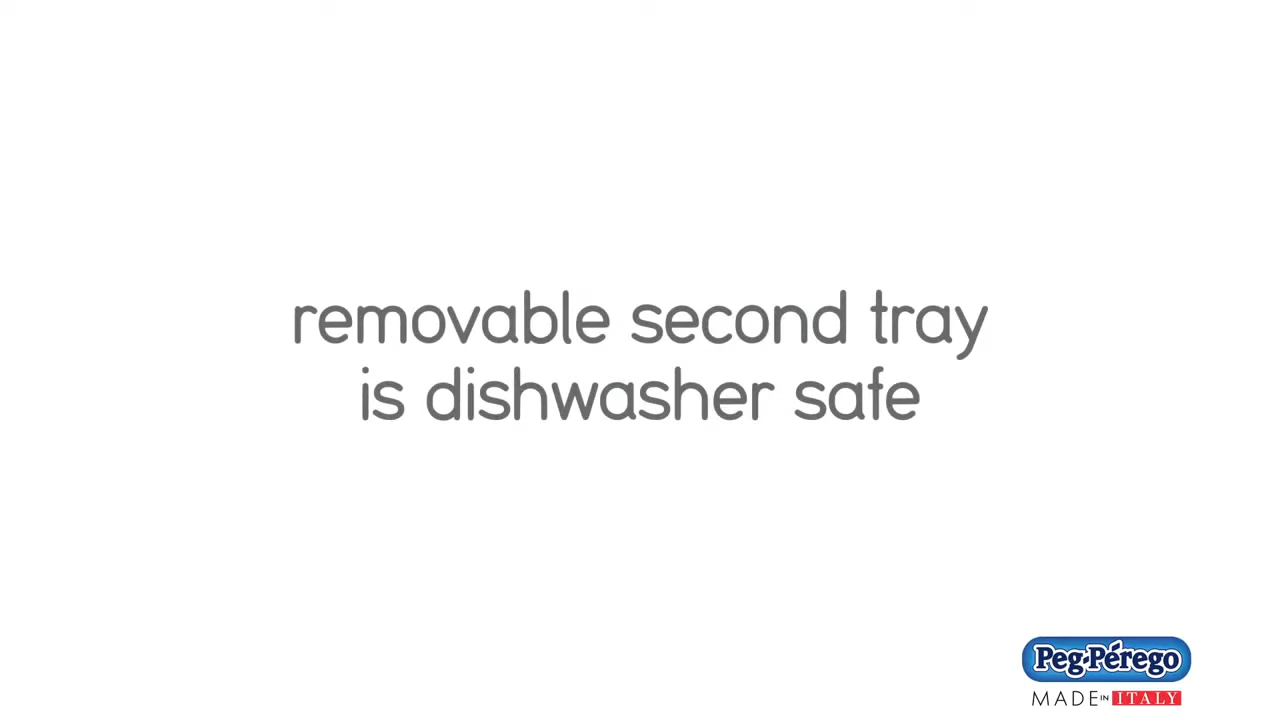 removable second tray
is dishwasher safe
Peg-Pérego
MADE IN ITALY